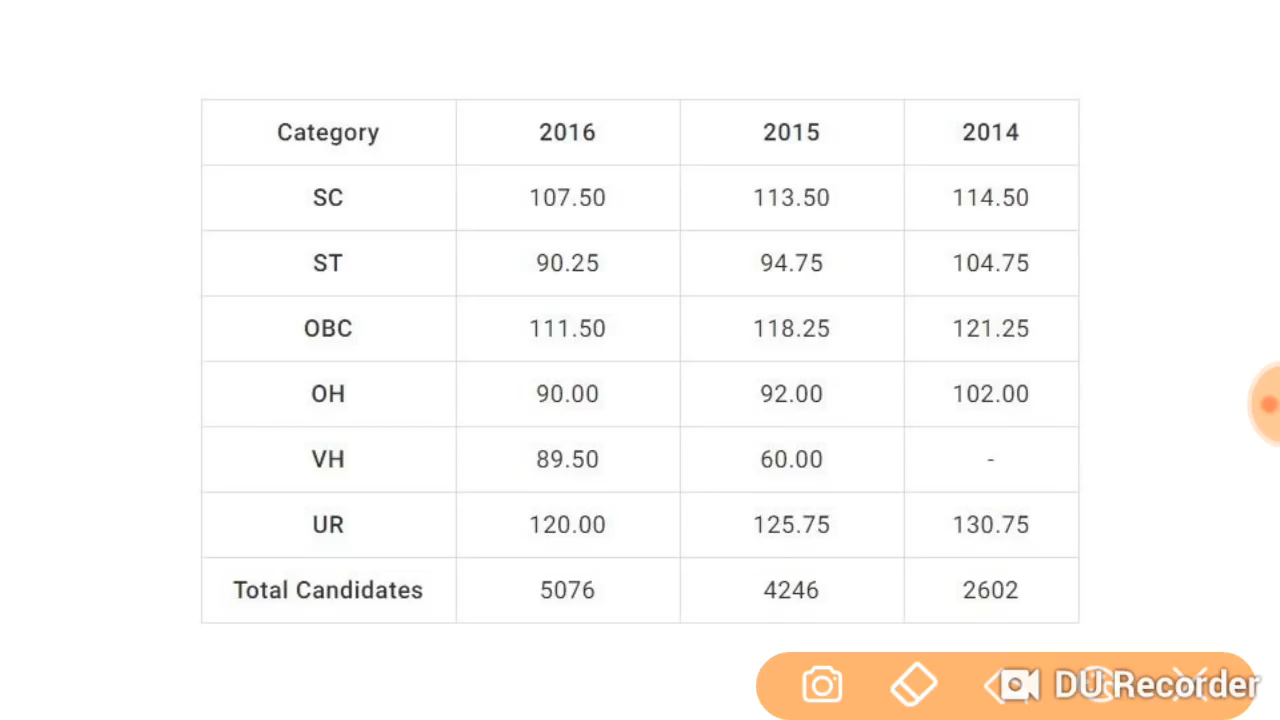 Category 2016 2015 2014
SC 107.50 113.50 114.50
ST 90.25 94.75 104.75
OBC 111.50 118.25 121.25
OH 90.00 92.00 102.00
VH 89.50 60.00 -
UR 120.00 125.75 130.75
Total Candidates 5076 4246 2602
DU Recorder